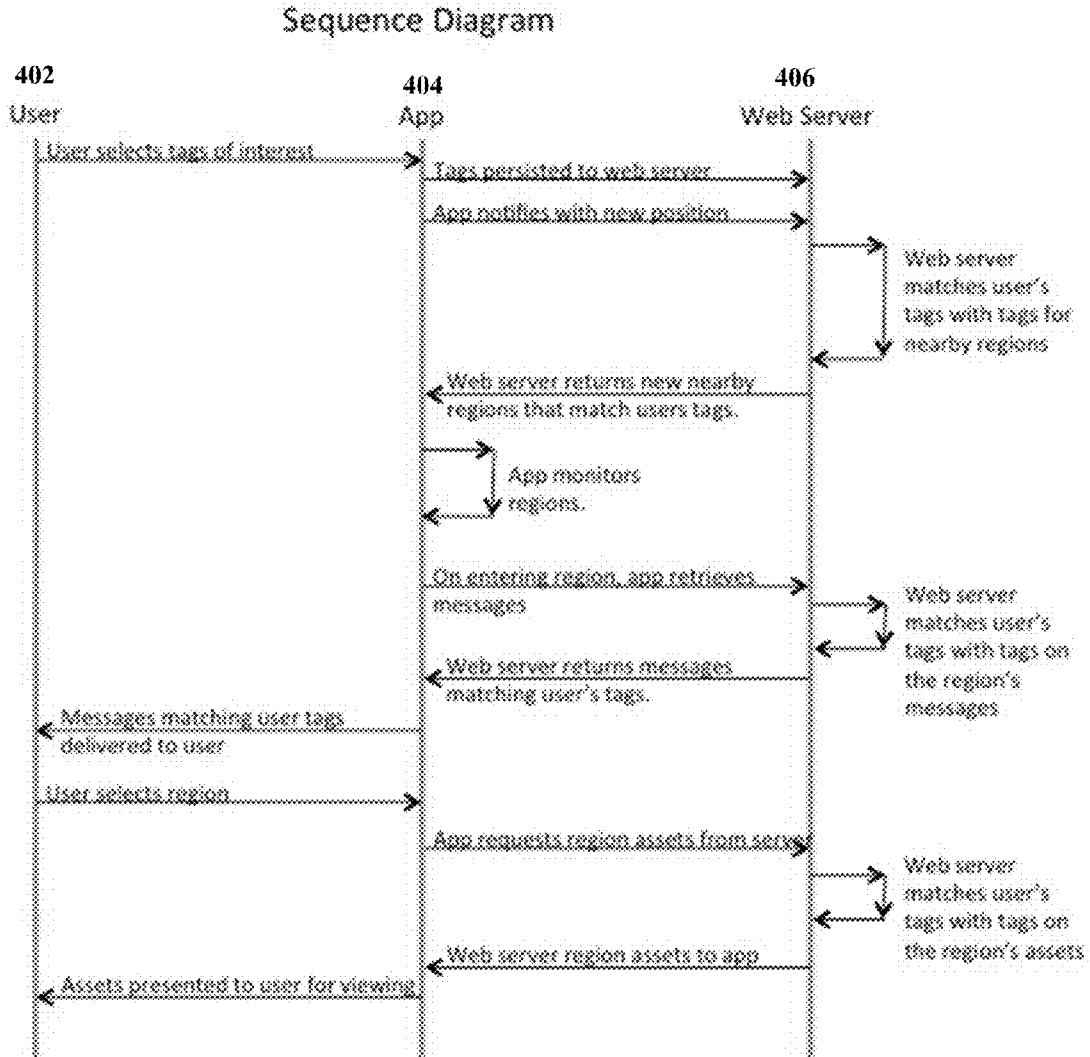 Sequence Diagram
402
404
406
User
App
Web Server
User selects tags of interest
Tags persisted to web server
App notifies with new position
Web server
matches user's
tags with tags for
nearby regions
Web server returns new nearby
regions that match users tags.
App monitors
regions.
On entering region, app retrieves
messages
Web server
matches user's
tags with tags on
the region's
messages
Web server returns messages
matching user's tags.
Messages matching user tags
delivered to user
User selects region
App requests region assets from server
Web server
matches user's
tags with tags on
the region's assets
Web server region assets to app
Assets presented to user for viewing